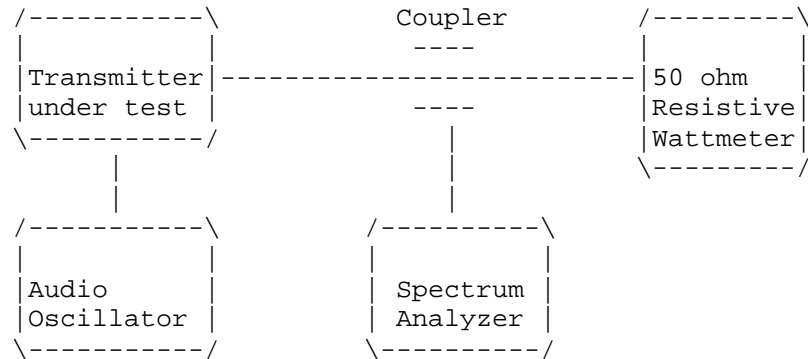 Coupler
Transmitter
under test
50 ohm
Resistive
Wattmeter
Audio
Oscillator
Spectrum
Analyzer